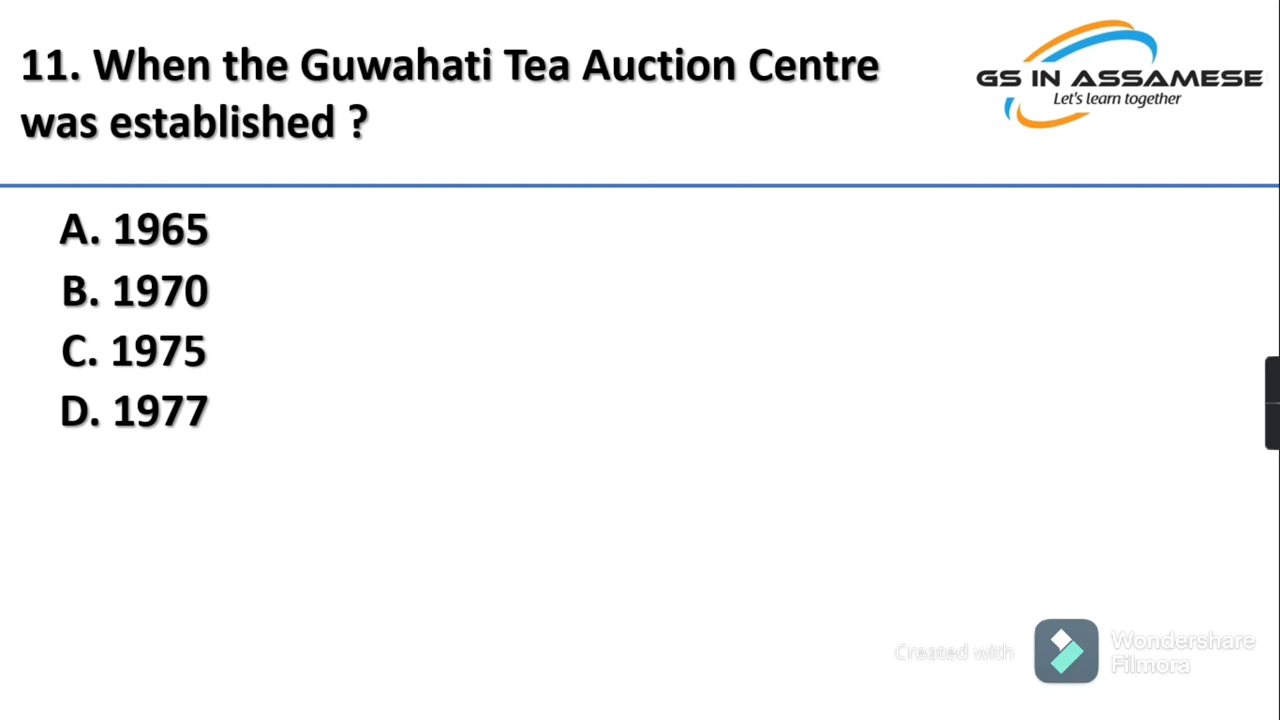 11. When the Guwahati Tea Auction Centre
was established ?
GS IN ASSAMESE
Let's learn together
A. 1965
B. 1970
C. 1975
D. 1977
Created with
Wondershare
Filmora